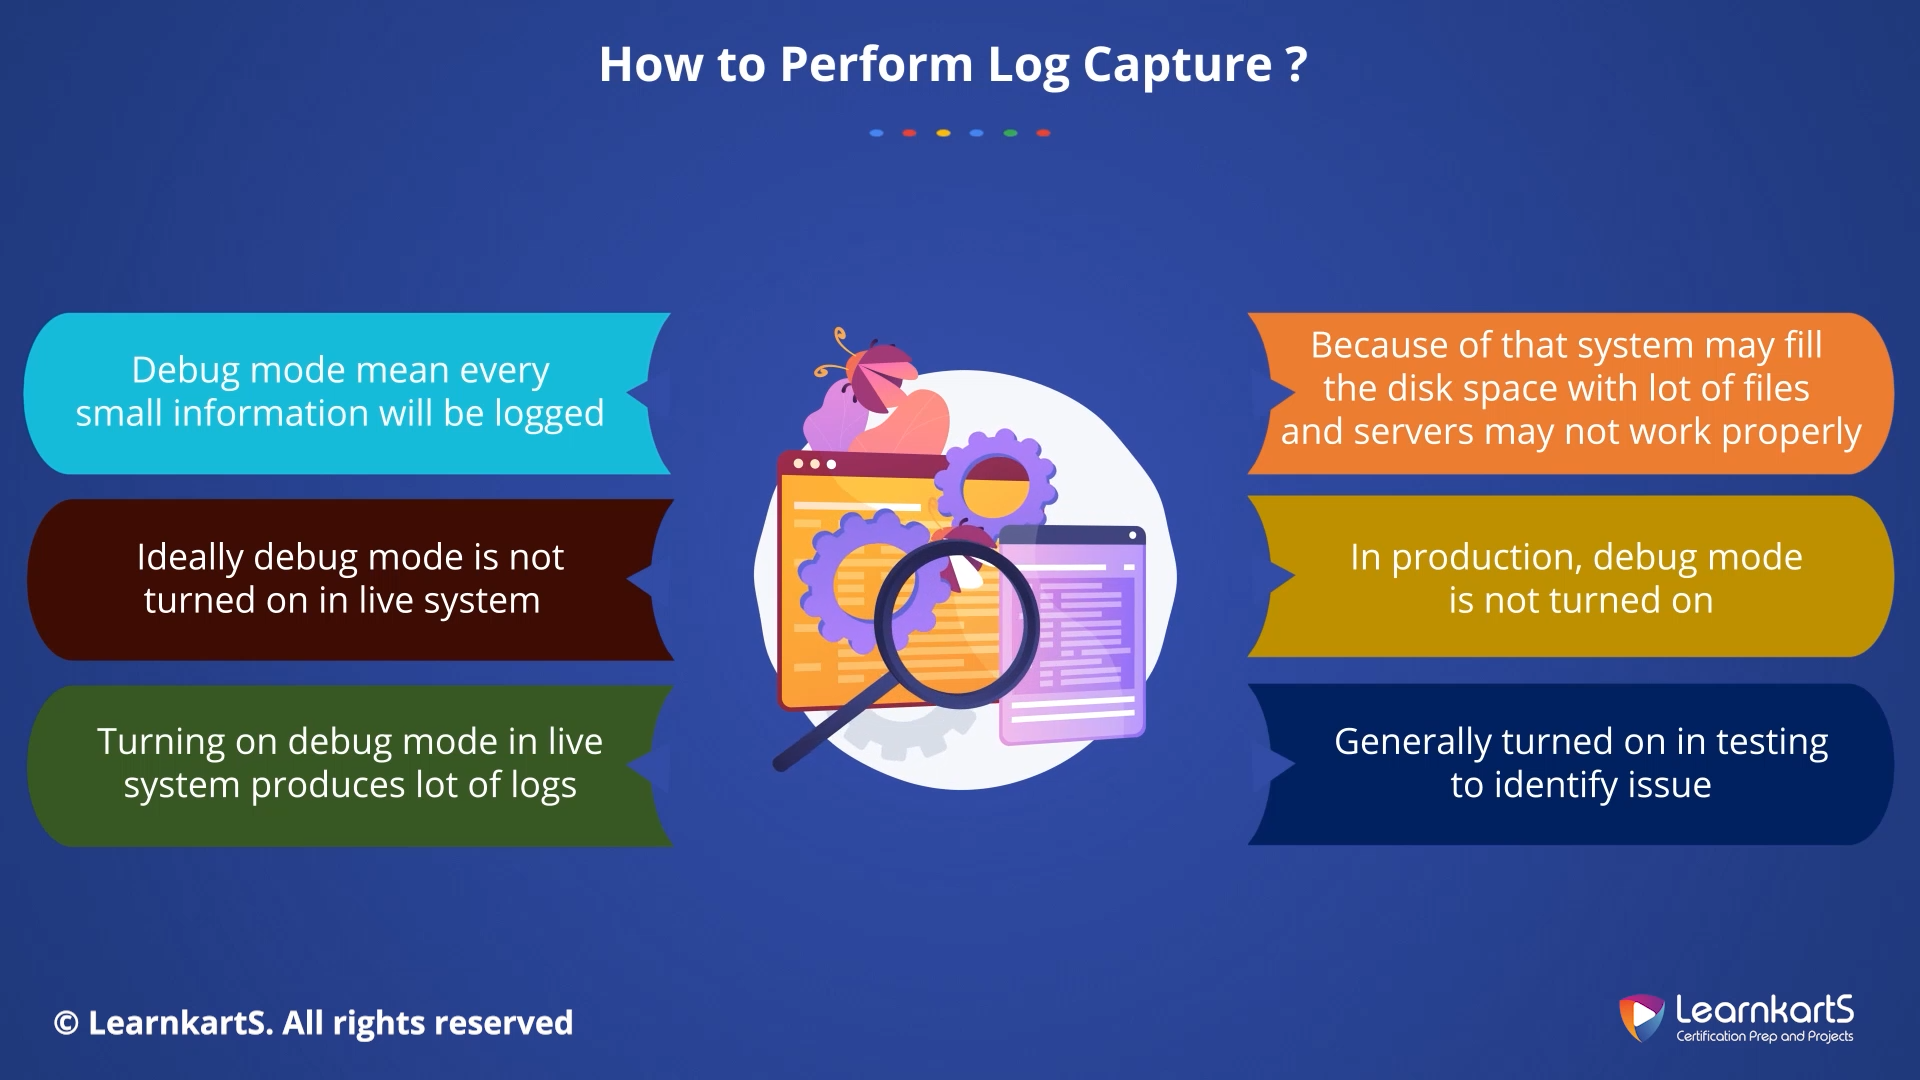 How to Perform Log Capture ?
Debug mode mean every
small information will be logged
Ideally debug mode is not
turned on in live system
Turning on debug mode in live
system produces lot of logs
Because of that system may fill
the disk space with lot of files
and servers may not work properly
In production, debug mode
is not turned on
Generally turned on in testing
to identify issue
© LearnkartS. All rights reserved
LearnkartS
Certification Prep and Projects